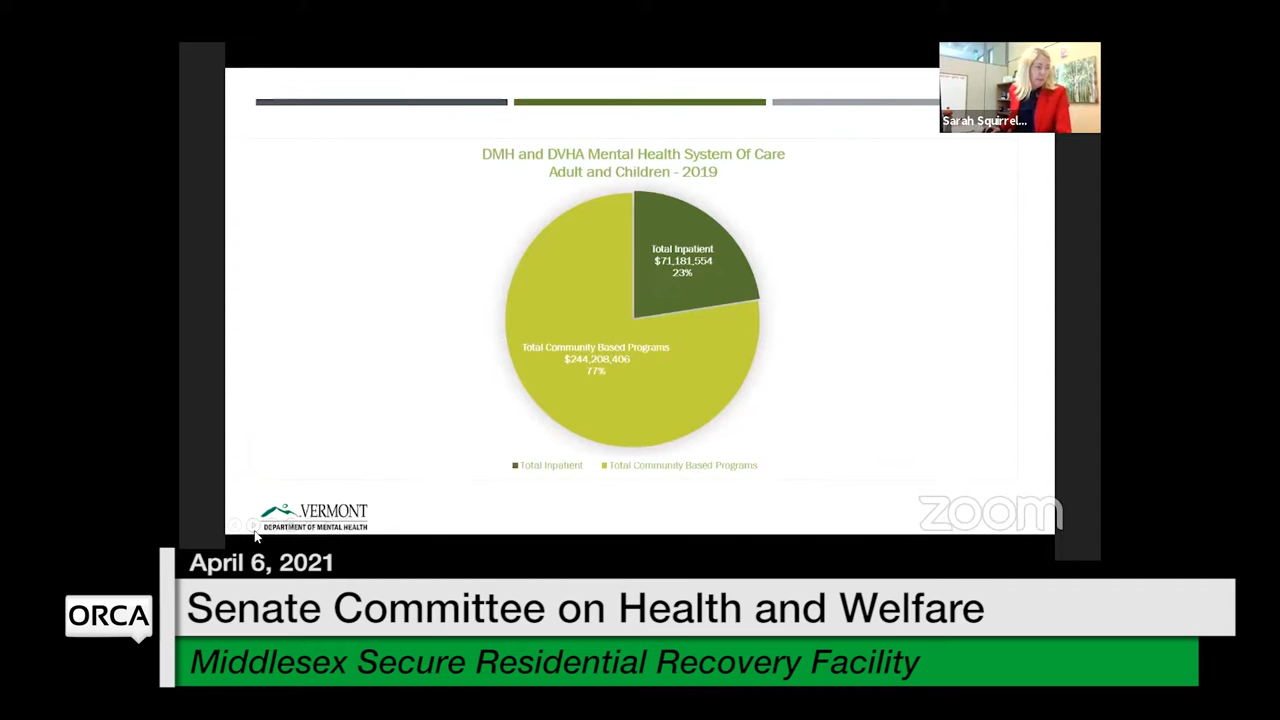 Sarah Squirrel...
DMH and DVHA Mental Health System Of Care
Adult and Children - 2019
Total Inpatient
$71,181,554
23%
Total Community Based Programs
$244,208,406
77%
Total Inpatient
Total Community Based Programs
VERMONT
DEPARTMENT OF MENTAL HEALTH
zoom
April 6, 2021
ORCA
Senate Committee on Health and Welfare
Middlesex Secure Residential Recovery Facility